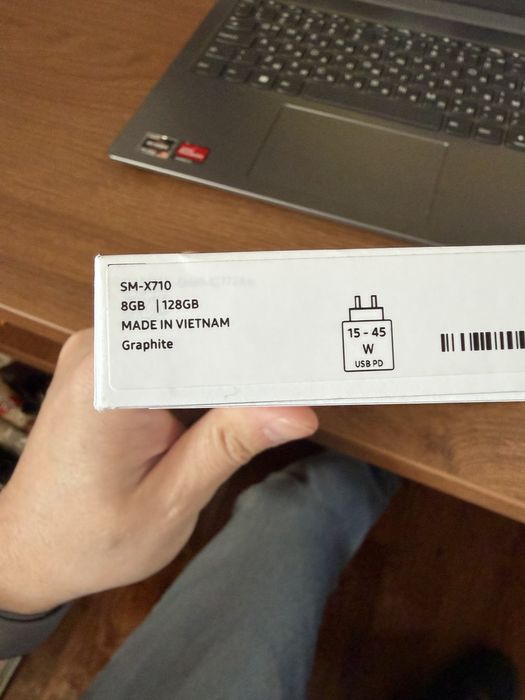 SM-X710
8GB | 128GB
MADE IN VIETNAM
Graphite
15 - 45
W
USB PD